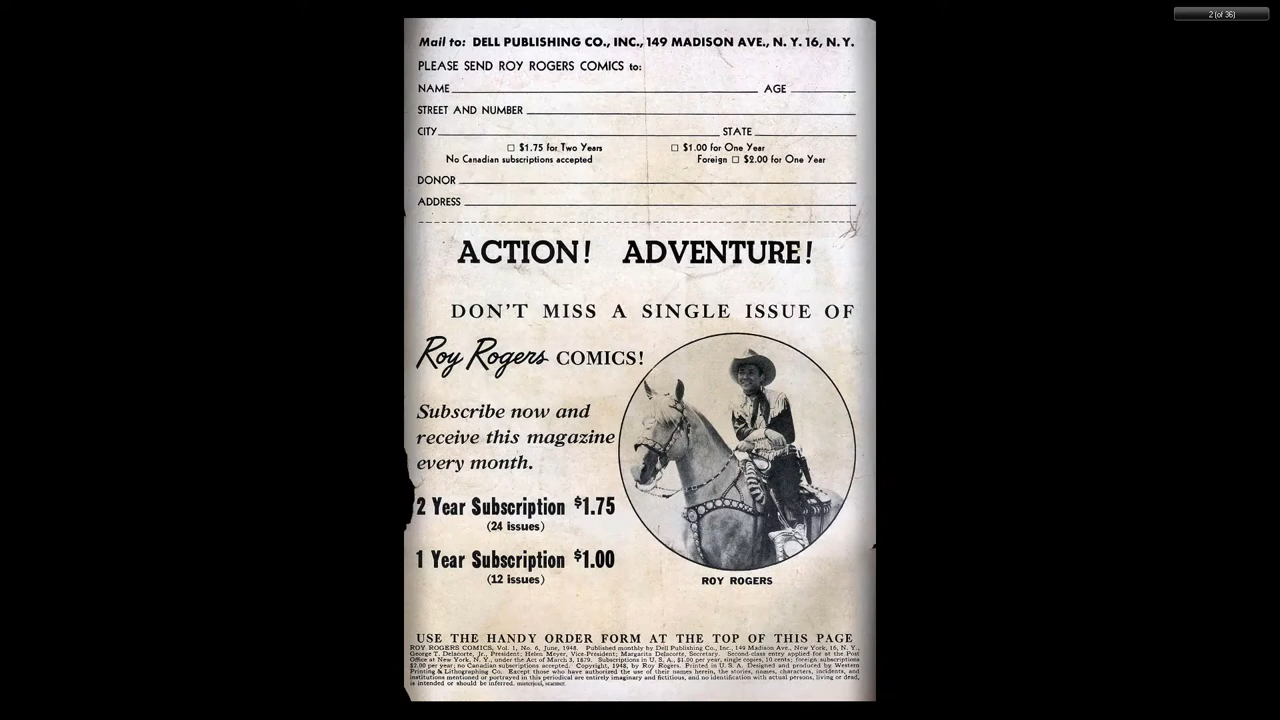 2 (of 36)
Mail to: DELL PUBLISHING CO., INC., 149 MADISON AVE., N. Y. 16, N. Y.
PLEASE SEND ROY ROGERS COMICS to:
NAME AGE
STREET AND NUMBER
CITY STATE
□ $1.75 for Two Years □ $1.00 for One Year
No Canadian subscriptions accepted Foreign □ $2.00 for One Year
DONOR
ADDRESS
ACTION! ADVENTURE!
DON'T MISS A SINGLE ISSUE OF
Roy Rogers COMICS!
Subscribe now and
receive this magazine
every month.
2 Year Subscription $1.75
(24 issues)
1 Year Subscription $1.00
(12 issues)
ROY ROGERS
USE THE HANDY ORDER FORM AT THE TOP OF THIS PAGE
ROY ROGERS COMICS, Vol. 1, No. 6, June, 1948. Published monthly by Dell Publishing Co., Inc., 149 Madison Ave., New York, 16, N. Y.,
George T. Delacorte, Jr., President; Helen Meyer, Vice-President; Margarita Delacorte, Secretary. Second-class entry applied for at the Post
Office at New York, N. Y., under the Act of March 3, 1879. Subscriptions in U. S. A., $1.00 per year, single copies, 10 cents; foreign subscriptions
$2.00 per year; no Canadian subscriptions accepted. Copyright, 1948, by Roy Rogers. Printed in U. S. A. Designed and produced by Western
Printing & Lithographing Co. Except those who have authorized the use of their names herein, the stories, names, characters, incidents, and
institutions mentioned or portrayed in this periodical are entirely imaginary and fictitious, and no identification with actual persons, living or dead,
is intended or should be inferred. misterjssl, scanner.